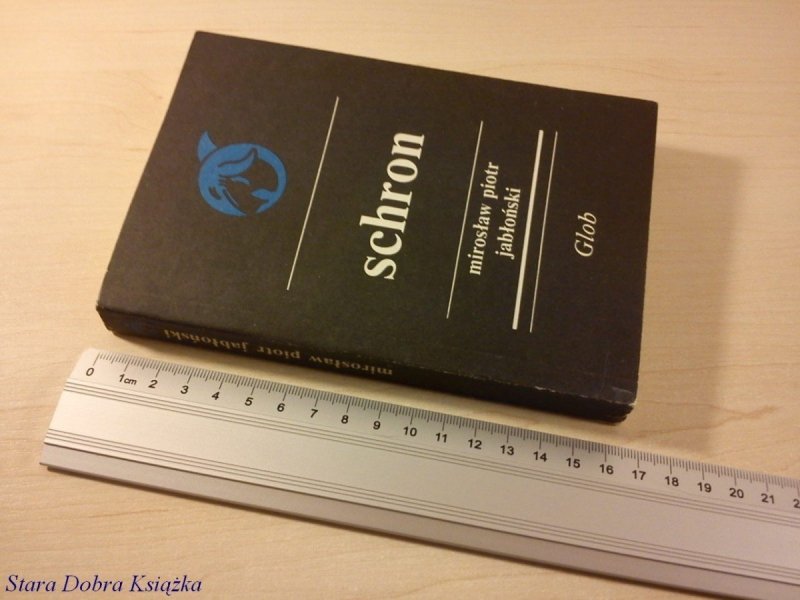 schron
mirosław piotr
jabłoński
Glob
mirosław piotr jabłoński
0 1cm 2 3 4 5 6 7 8 9 10 11 12 13 14 15 16 17 18 19 20 21
Stara Dobra Książka